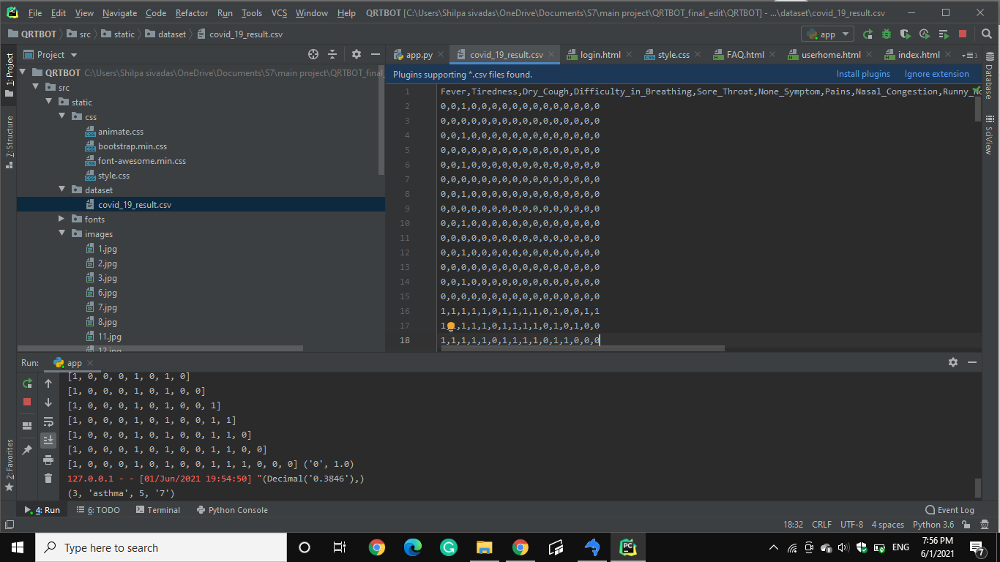 File Edit View Navigate Code Refactor Run Tools VCS Window Help QRTBOT [C:\Users\Shilpa sivadas\OneDrive\Documents\S7\main project\QRTBOT_final_edit\QRTBOT] - ...\dataset\covid_19_result.csv
QRTBOT src static dataset covid_19_result.csv app
Project
app.py covid_19_result.csv login.html style.css FAQ.html userhome.html index.html
1: Project
7: Structure
2: Favorites
Database
SciView
QRTBOT C:\Users\Shilpa sivadas\OneDrive\Documents\S7\main project\QRTBOT_final_
src
static
css
animate.css
bootstrap.min.css
font-awesome.min.css
style.css
dataset
covid_19_result.csv
fonts
images
1.jpg
2.jpg
3.jpg
6.jpg
7.jpg
8.jpg
11.jpg
12.jpg
Plugins supporting *.csv files found. Install plugins Ignore extension
1 Fever,Tiredness,Dry_Cough,Difficulty_in_Breathing,Sore_Throat,None_Symptom,Pains,Nasal_Congestion,Runny_No
2 0,0,1,0,0,0,0,0,0,0,0,0,0,0,0,0
3 0,0,0,0,0,0,0,0,0,0,0,0,0,0,0,0
4 0,0,1,0,0,0,0,0,0,0,0,0,0,0,0,0
5 0,0,0,0,0,0,0,0,0,0,0,0,0,0,0,0
6 0,0,1,0,0,0,0,0,0,0,0,0,0,0,0,0
7 0,0,0,0,0,0,0,0,0,0,0,0,0,0,0,0
8 0,0,1,0,0,0,0,0,0,0,0,0,0,0,0,0
9 0,0,0,0,0,0,0,0,0,0,0,0,0,0,0,0
10 0,0,1,0,0,0,0,0,0,0,0,0,0,0,0,0
11 0,0,0,0,0,0,0,0,0,0,0,0,0,0,0,0
12 0,0,1,0,0,0,0,0,0,0,0,0,0,0,0,0
13 0,0,0,0,0,0,0,0,0,0,0,0,0,0,0,0
14 0,0,1,0,0,0,0,0,0,0,0,0,0,0,0,0
15 0,0,0,0,0,0,0,0,0,0,0,0,0,0,0,0
16 1,1,1,1,1,0,1,1,1,1,0,1,0,0,1,1
17 1,1,1,1,1,0,1,1,1,1,0,1,0,1,0,0
18 1,1,1,1,1,0,1,1,1,1,0,1,1,0,0,0
Run: app
[1, 0, 0, 0, 1, 0, 1, 0]
[1, 0, 0, 0, 1, 0, 1, 0, 0]
[1, 0, 0, 0, 1, 0, 1, 0, 0, 1]
[1, 0, 0, 0, 1, 0, 1, 0, 0, 1, 1]
[1, 0, 0, 0, 1, 0, 1, 0, 0, 1, 1, 0]
[1, 0, 0, 0, 1, 0, 1, 0, 0, 1, 1, 0, 0]
[1, 0, 0, 0, 1, 0, 1, 0, 0, 1, 1, 1, 0, 0, 0] ('0', 1.0)
127.0.0.1 - - [01/Jun/2021 19:54:50] "(Decimal('0.3846'),)
(3, 'asthma', 5, '7')
4: Run 6: TODO Terminal Python Console Event Log
18:32 CRLF UTF-8 4 spaces Python 3.6
Type here to search
ENG
7:56 PM
6/1/2021
7